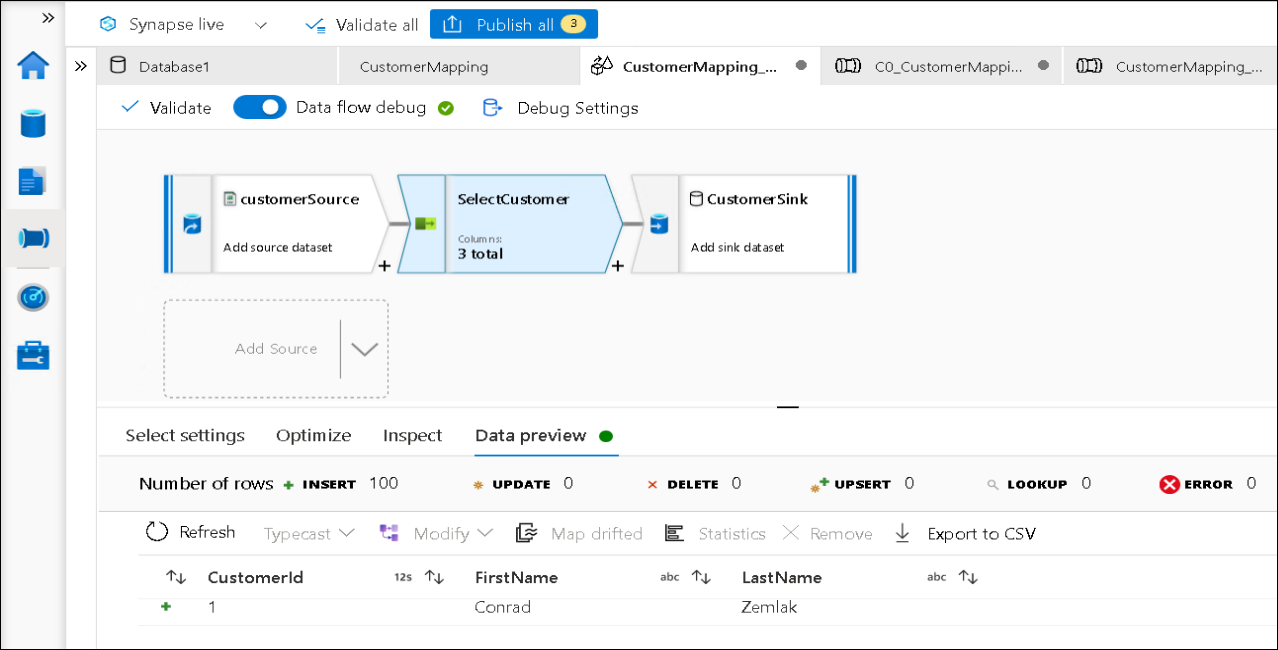 Synapse live Validate all Publish all 3
Database1 CustomerMapping CustomerMapping_... C0_CustomerMappi... CustomerMapping_...
Validate Data flow debug Debug Settings
customerSource SelectCustomer CustomerSink
Columns:
Add source dataset 3 total Add sink dataset
Add Source
Select settings Optimize Inspect Data preview
Number of rows + INSERT 100 UPDATE 0 DELETE 0 UPSERT 0 LOOKUP 0 ERROR 0
Refresh Typecast Modify Map drifted Statistics Remove Export to CSV
CustomerId 12s FirstName abc LastName abc
+ 1 Conrad Zemlak